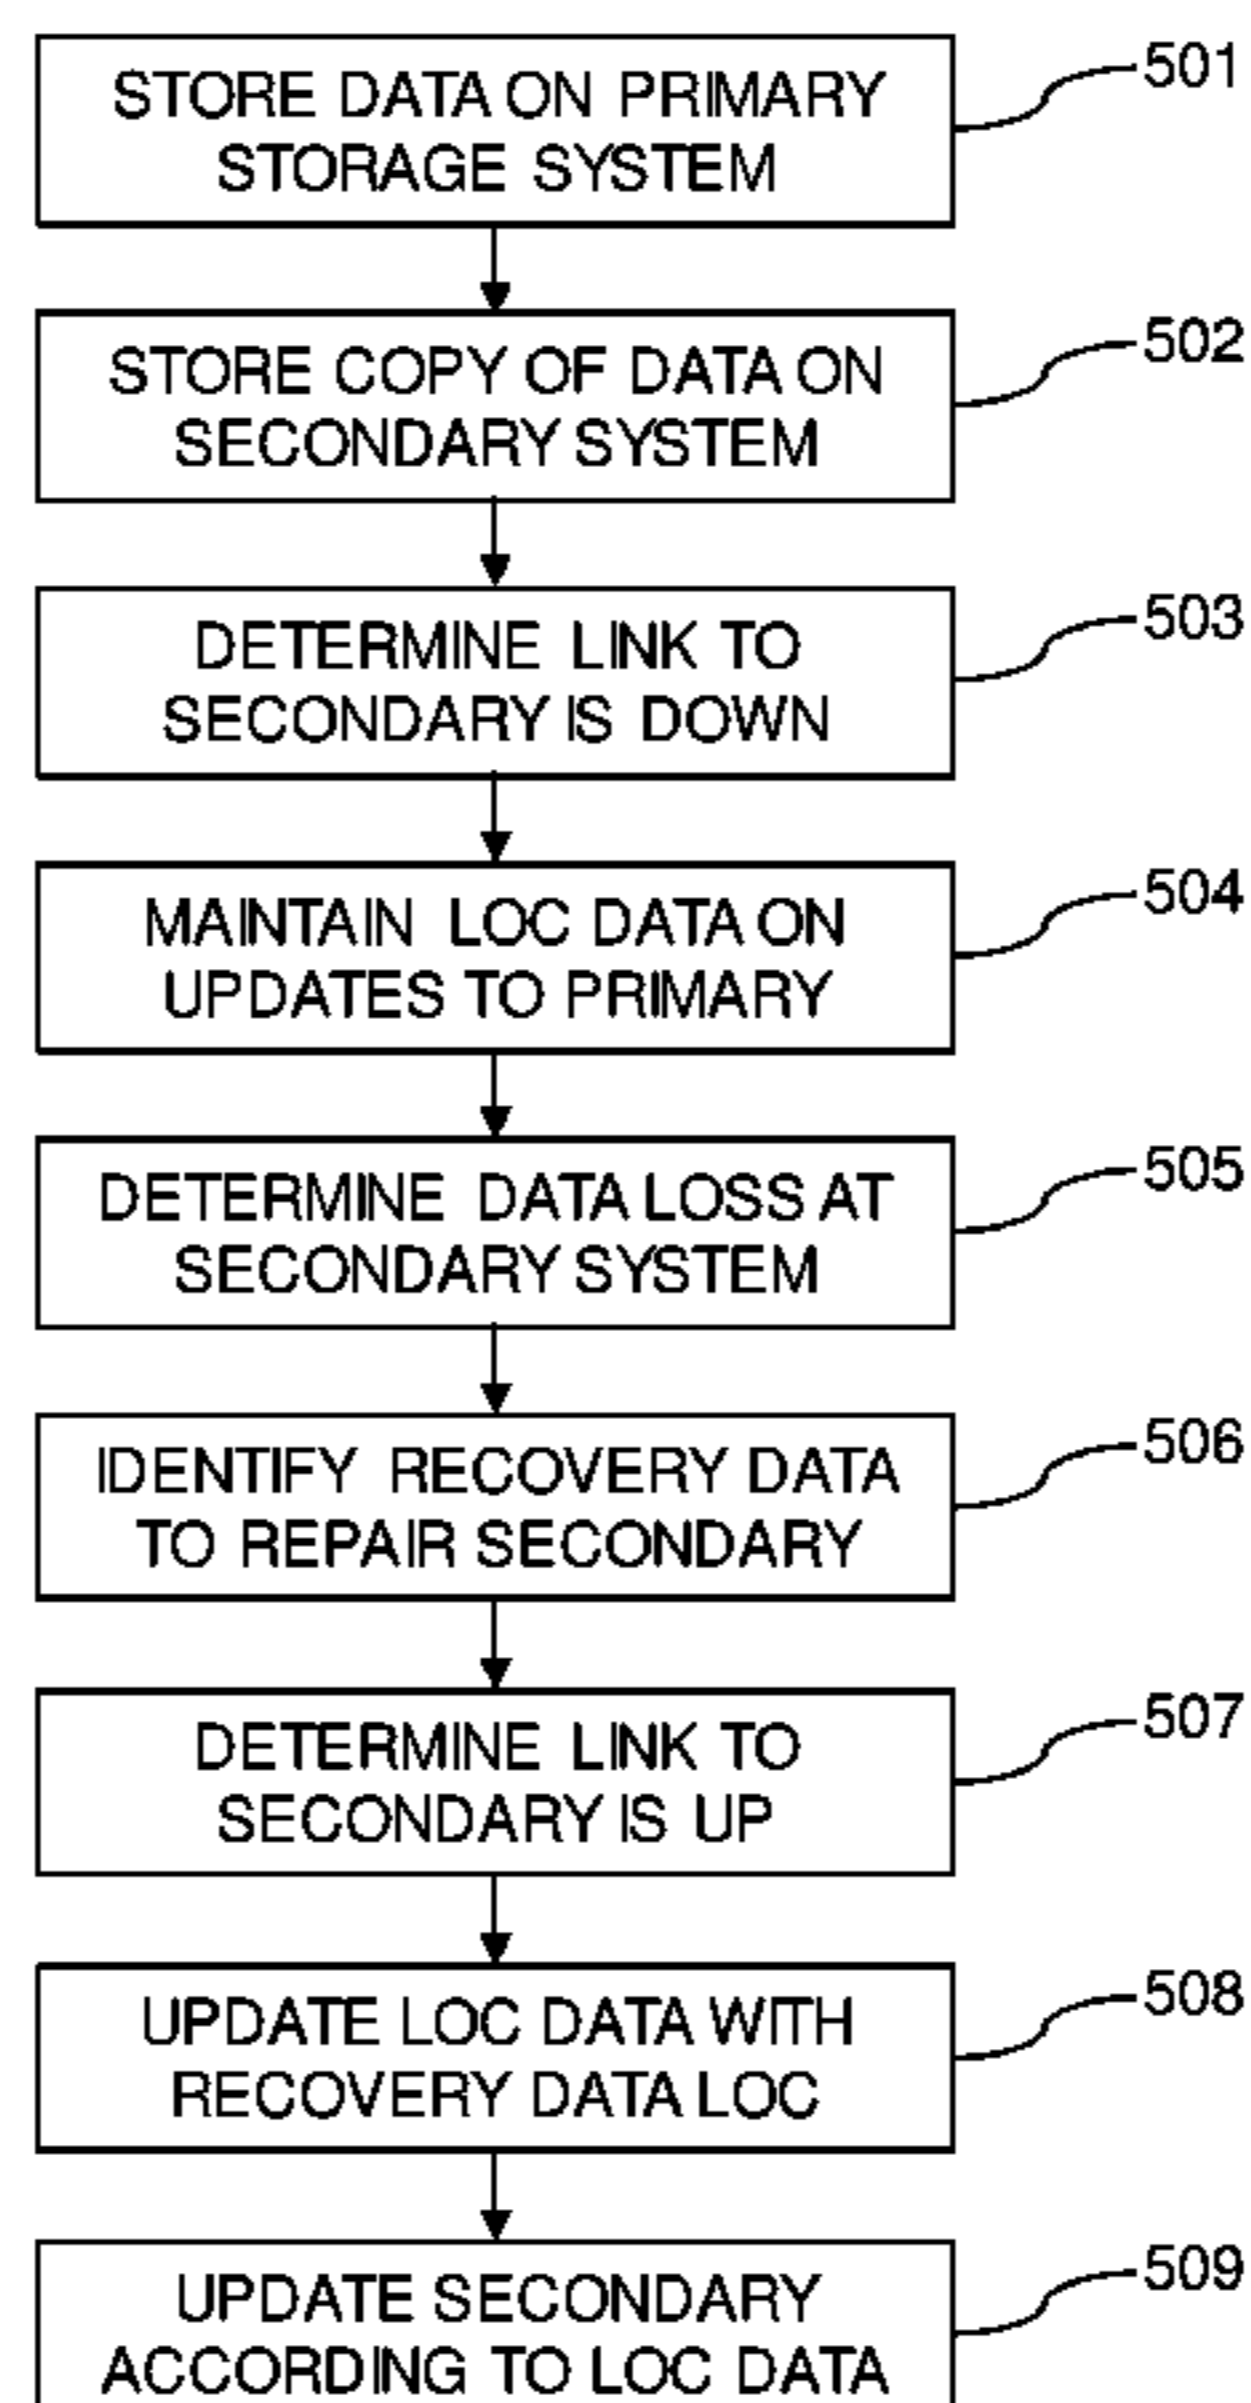 STORE DATA ON PRIMARY
STORAGE SYSTEM
501
STORE COPY OF DATA ON
SECONDARY SYSTEM
502
DETERMINE LINK TO
SECONDARY IS DOWN
503
MAINTAIN LOC DATA ON
UPDATES TO PRIMARY
504
DETERMINE DATA LOSS AT
SECONDARY SYSTEM
505
IDENTIFY RECOVERY DATA
TO REPAIR SECONDARY
506
DETERMINE LINK TO
SECONDARY IS UP
507
UPDATE LOC DATA WITH
RECOVERY DATA LOC
508
UPDATE SECONDARY
ACCORDING TO LOC DATA
509